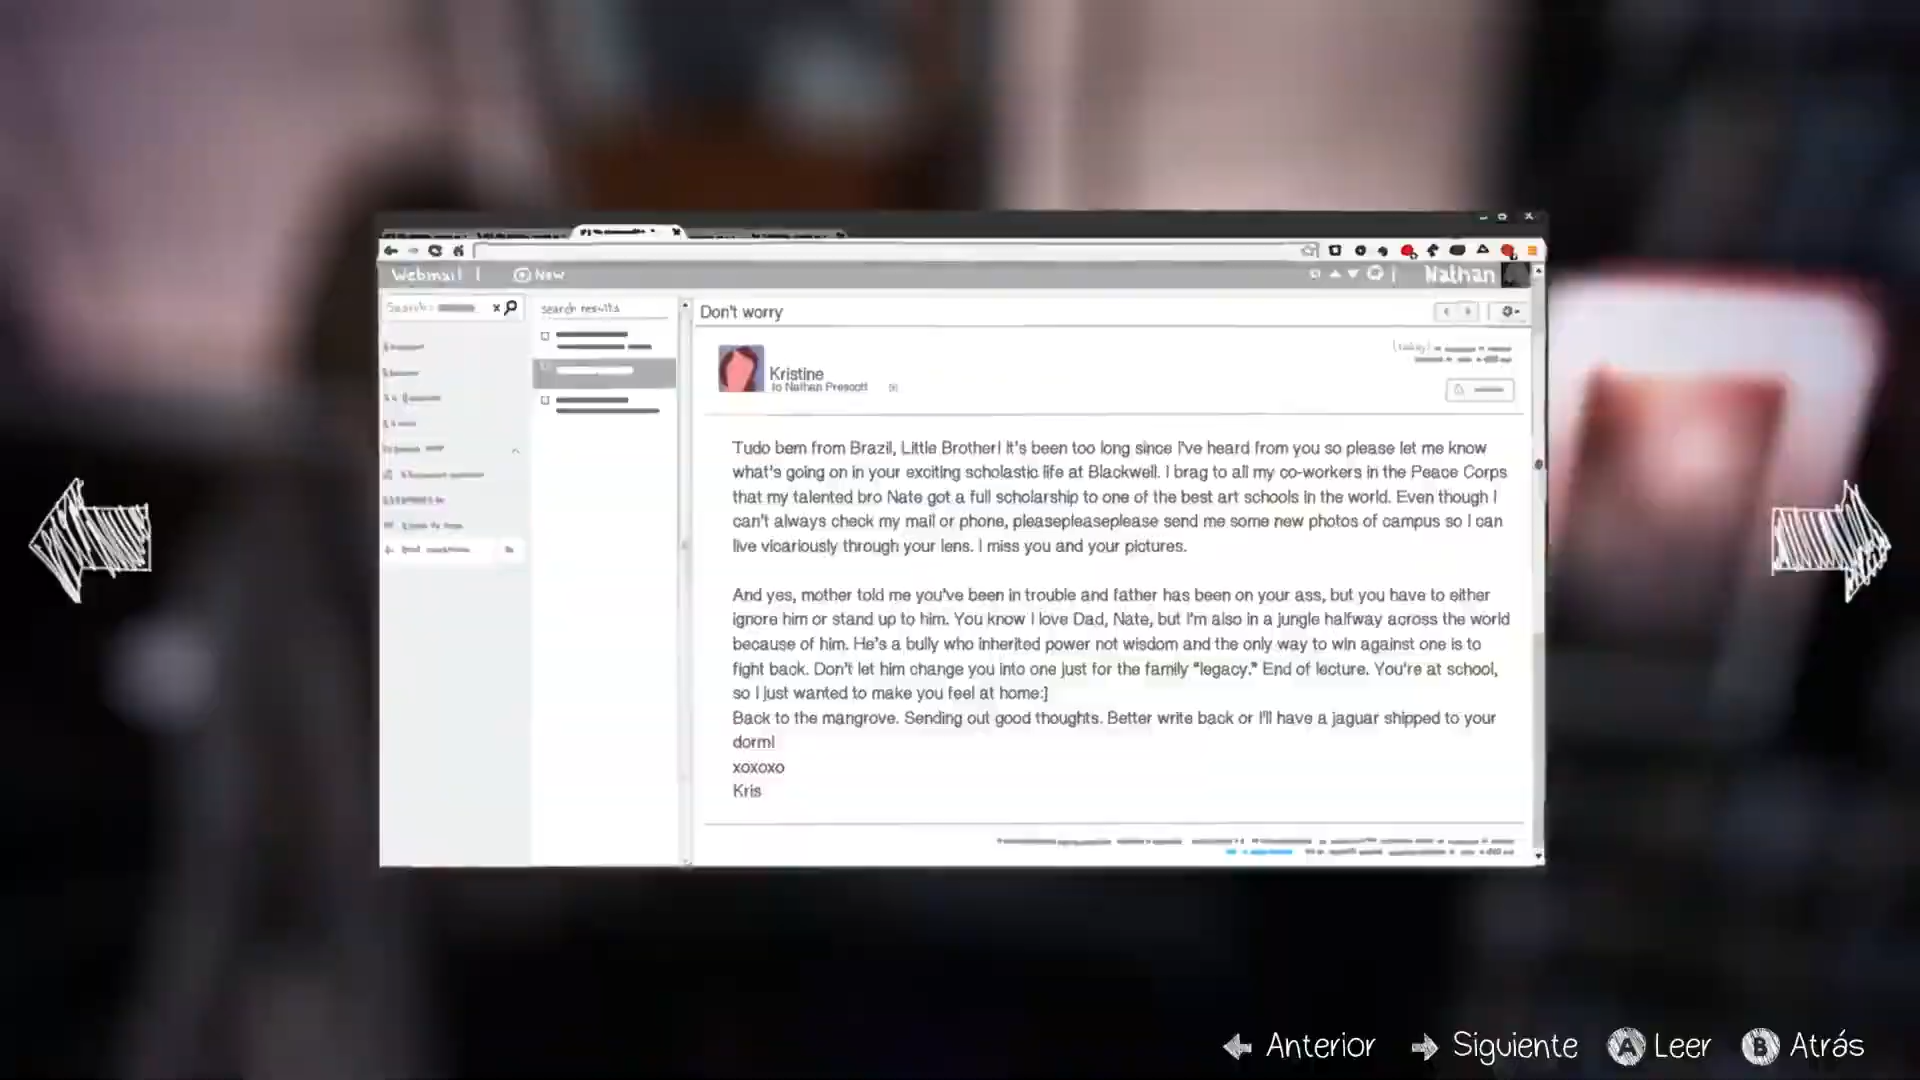 Webmail |
New
Nathan
Search
search results
Don't worry
(today)
Kristine
to Nathan Prescott
Tudo bem from Brazil, Little Brother! It's been too long since I've heard from you so please let me know
what's going on in your exciting scholastic life at Blackwell. I brag to all my co-workers in the Peace Corps
that my talented bro Nate got a full scholarship to one of the best art schools in the world. Even though I
can't always check my mail or phone, pleasepleaseplease send me some new photos of campus so I can
live vicariously through your lens. I miss you and your pictures.
And yes, mother told me you've been in trouble and father has been on your ass, but you have to either
ignore him or stand up to him. You know I love Dad, Nate, but I'm also in a jungle halfway across the world
because of him. He's a bully who inherited power not wisdom and the only way to win against one is to
fight back. Don't let him change you into one just for the family "legacy." End of lecture. You're at school,
so I just wanted to make you feel at home:]
Back to the mangrove. Sending out good thoughts. Better write back or I'll have a jaguar shipped to your
dorm!
xoxoxo
Kris
Anterior
Siguiente
A Leer
B Atrás